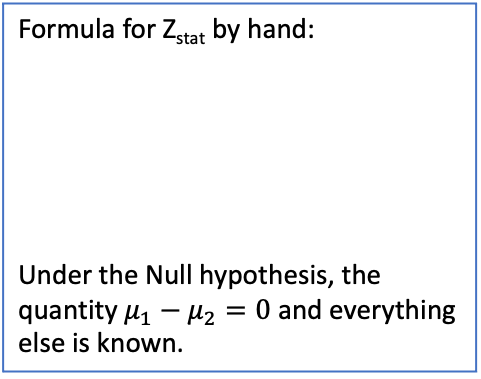 Formula for Zstat by hand:
Under the Null hypothesis, the
quantity μ₁ − μ₂ = 0 and everything
else is known.